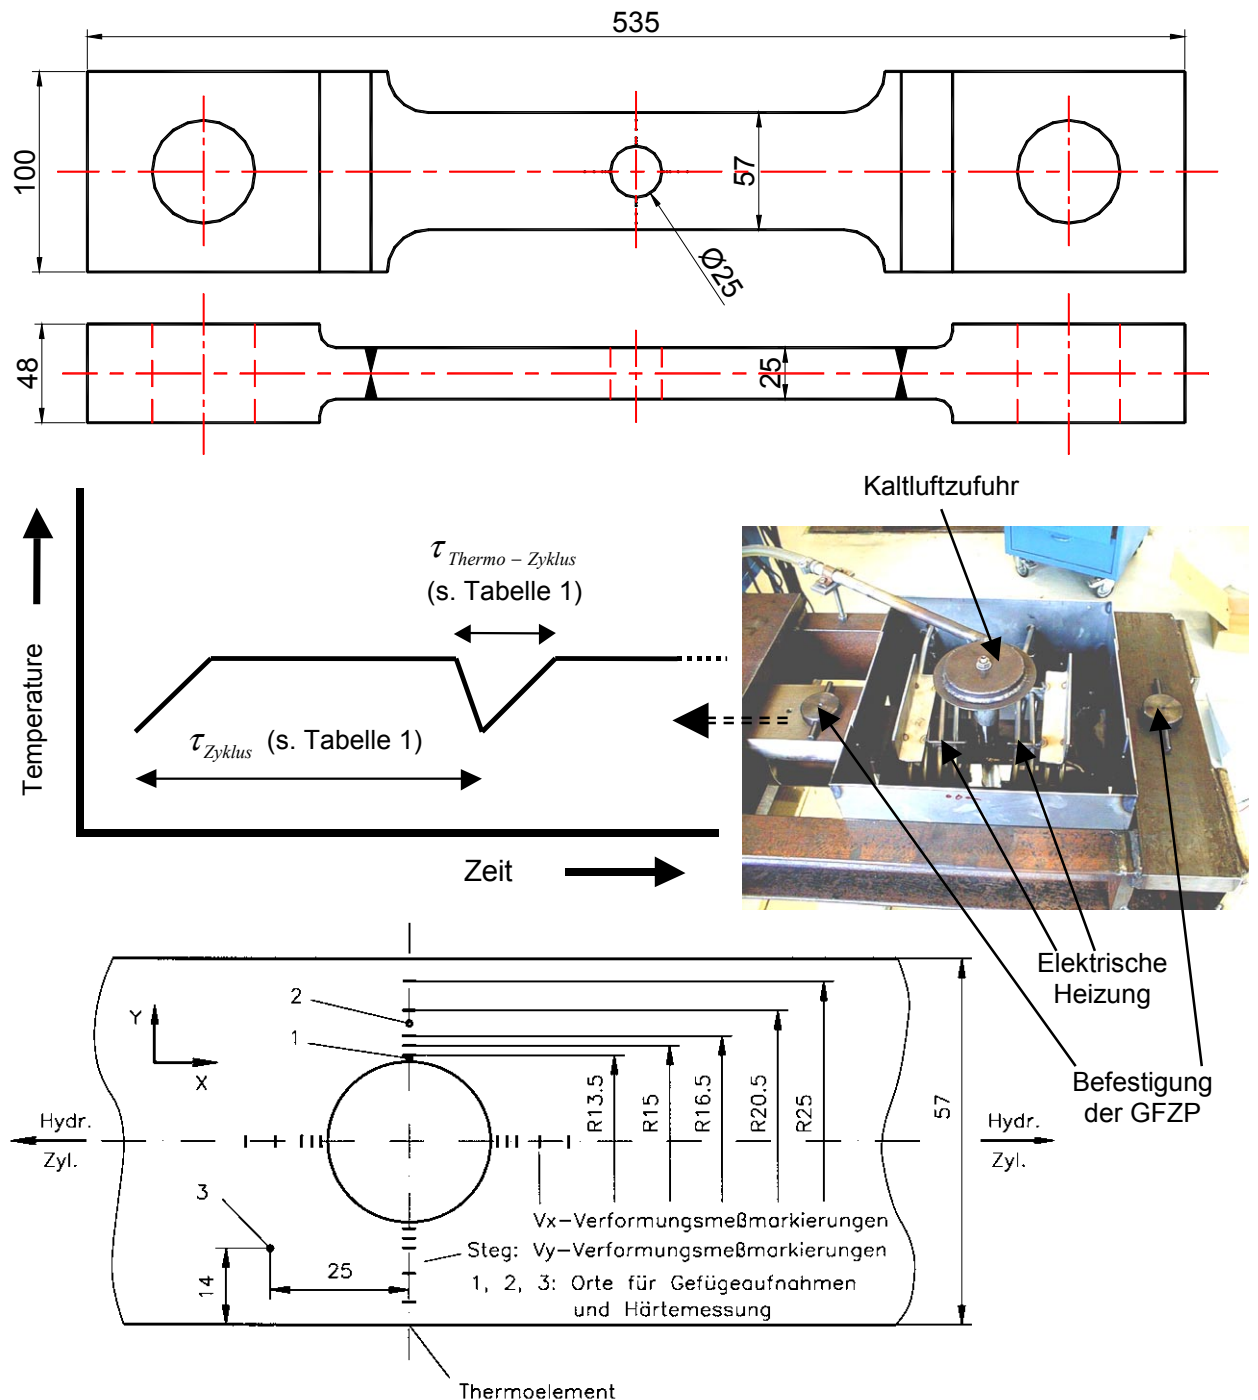 535
100
57
Ø25
48
25
Kaltluftzufuhr
τ Thermo – Zyklus
(s. Tabelle 1)
Temperature
τ Zyklus (s. Tabelle 1)
Zeit
Elektrische
Heizung
Befestigung
der GFZP
2
1
Y
X
R13.5
R15
R16.5
R20.5
R25
57
Hydr.
Zyl.
Hydr.
Zyl.
3
Vx–Verformungsmeßmarkierungen
Steg: Vy–Verformungsmeßmarkierungen
14
25
1, 2, 3: Orte für Gefügeaufnahmen
und Härtemessung
Thermoelement